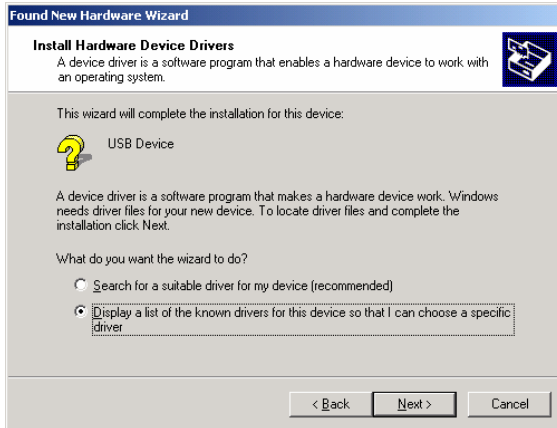 Found New Hardware Wizard
Install Hardware Device Drivers
A device driver is a software program that enables a hardware device to work with
an operating system.
This wizard will complete the installation for this device:
USB Device
A device driver is a software program that makes a hardware device work. Windows
needs driver files for your new device. To locate driver files and complete the
installation click Next.
What do you want the wizard to do?
Search for a suitable driver for my device (recommended)
Display a list of the known drivers for this device so that I can choose a specific
driver
< Back Next > Cancel